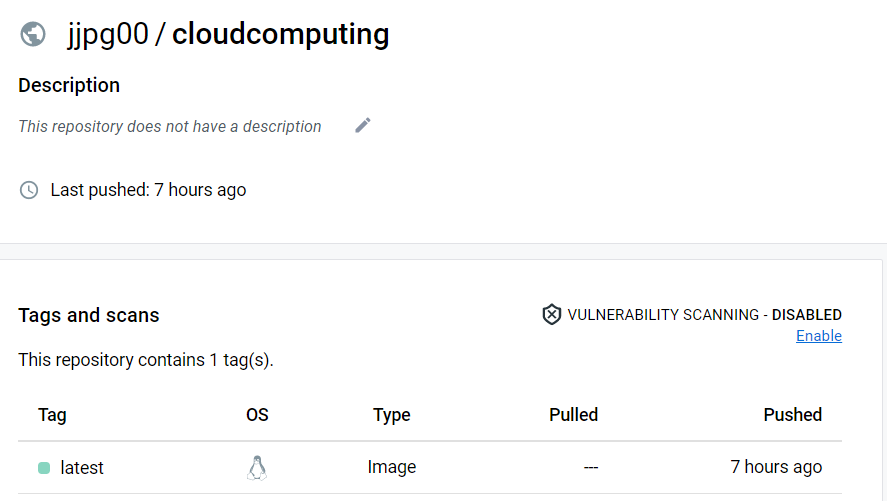 jjpg00 / cloudcomputing
Description
This repository does not have a description
Last pushed: 7 hours ago
Tags and scans
VULNERABILITY SCANNING - DISABLED
Enable
This repository contains 1 tag(s).
Tag OS Type Pulled Pushed
latest Image --- 7 hours ago